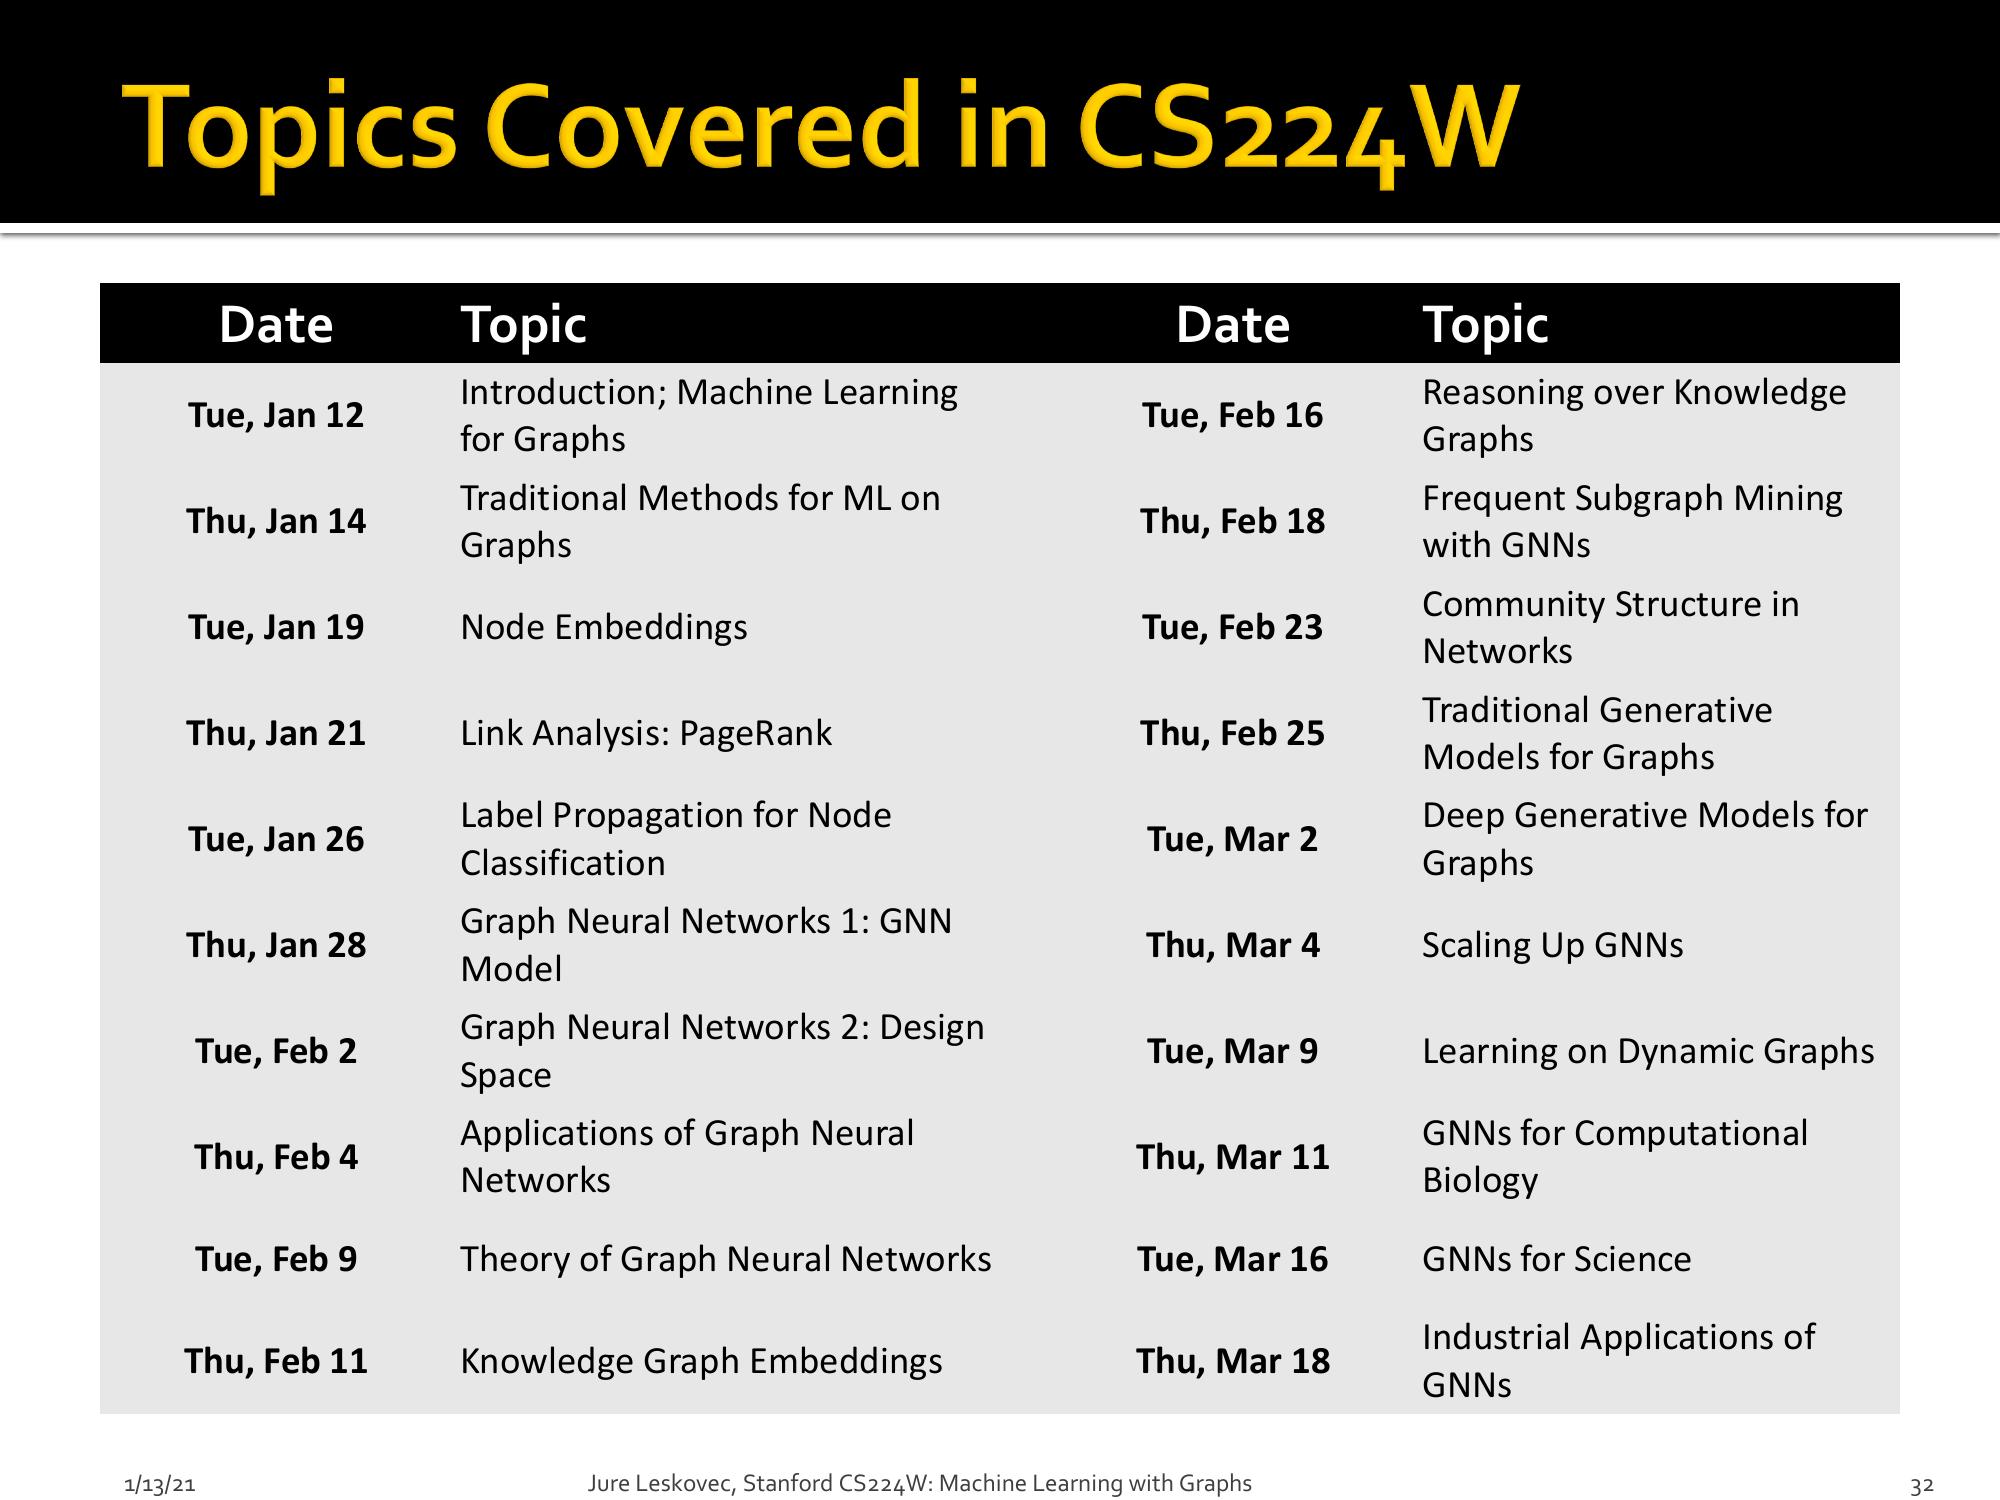 Topics Covered in CS224W
Date Topic Date Topic
Tue, Jan 12 Introduction; Machine Learning for Graphs Tue, Feb 16 Reasoning over Knowledge Graphs
Thu, Jan 14 Traditional Methods for ML on Graphs Thu, Feb 18 Frequent Subgraph Mining with GNNs
Tue, Jan 19 Node Embeddings Tue, Feb 23 Community Structure in Networks
Thu, Jan 21 Link Analysis: PageRank Thu, Feb 25 Traditional Generative Models for Graphs
Tue, Jan 26 Label Propagation for Node Classification Tue, Mar 2 Deep Generative Models for Graphs
Thu, Jan 28 Graph Neural Networks 1: GNN Model Thu, Mar 4 Scaling Up GNNs
Tue, Feb 2 Graph Neural Networks 2: Design Space Tue, Mar 9 Learning on Dynamic Graphs
Thu, Feb 4 Applications of Graph Neural Networks Thu, Mar 11 GNNs for Computational Biology
Tue, Feb 9 Theory of Graph Neural Networks Tue, Mar 16 GNNs for Science
Thu, Feb 11 Knowledge Graph Embeddings Thu, Mar 18 Industrial Applications of GNNs
1/13/21 Jure Leskovec, Stanford CS224W: Machine Learning with Graphs 32